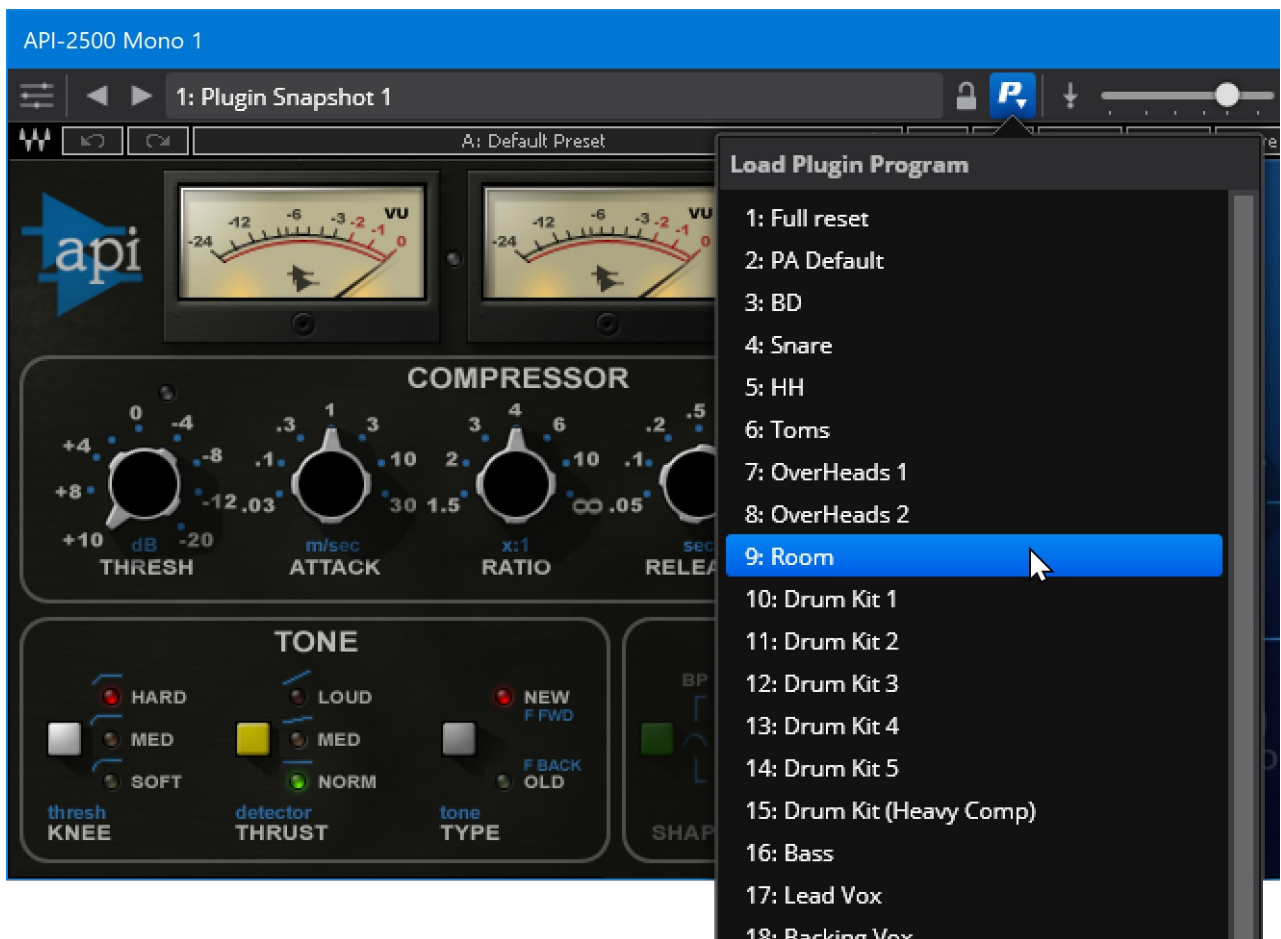 API-2500 Mono 1
1: Plugin Snapshot 1
P
A: Default Preset
Load Plugin Program
1: Full reset
2: PA Default
3: BD
4: Snare
5: HH
6: Toms
7: OverHeads 1
8: OverHeads 2
9: Room
10: Drum Kit 1
11: Drum Kit 2
12: Drum Kit 3
13: Drum Kit 4
14: Drum Kit 5
15: Drum Kit (Heavy Comp)
16: Bass
17: Lead Vox
18: Backing Vox
api
-24 -12 -6 -3 -2 -1 0 VU
-24 -12 -6 -3 -2 -1 0 VU
COMPRESSOR
+10 +8 +4 0 -4 -8 -12 -20
dB
THRESH
.03 .1 .3 1 3 10 30
m/sec
ATTACK
1.5 2 3 4 6 10 ∞
x:1
RATIO
.05 .1 .2 .5
sec
RELEA
TONE
HARD
MED
SOFT
thresh
KNEE
LOUD
MED
NORM
detector
THRUST
NEW
F FWD
F BACK
OLD
tone
TYPE
BP
SHAP